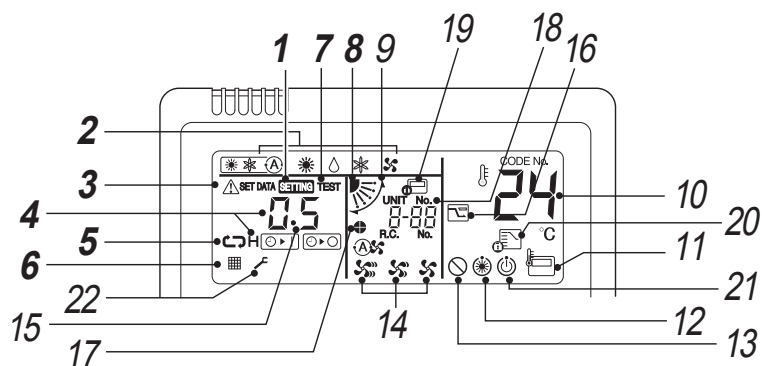 1 7 8 9 19 18 16
2
CODE No.
3 SET DATA SETTING TEST
UNIT No.
24 10
4 0.5 8-88
R.C. No.
°C 20
5 H
A
11
6
22
15 14 13 12 21
17